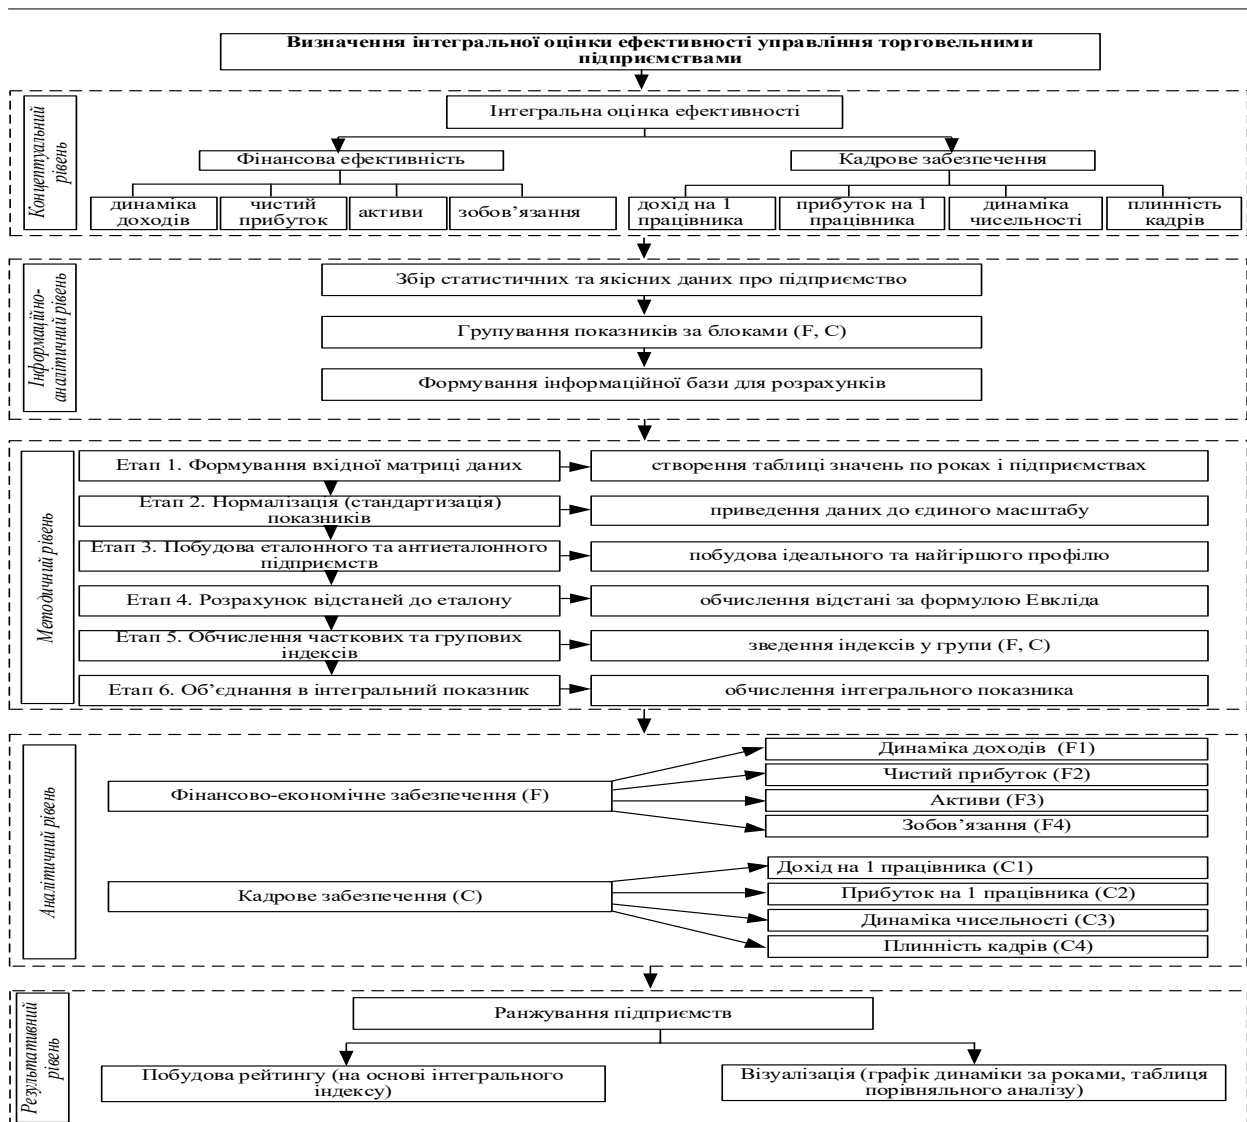 Визначення інтегральної оцінки ефективності управління торговельними
підприємствами
Концептуальний
рівень
Інтегральна оцінка ефективності
Фінансова ефективність
Кадрове забезпечення
динаміка
доходів
чистий
прибуток
активи
зобов’язання
дохід на 1
працівника
прибуток на 1
працівника
динаміка
чисельності
плинність
кадрів
Інформаційно-
аналітичний рівень
Збір статистичних та якісних даних про підприємство
Групування показників за блоками (F, C)
Формування інформаційної бази для розрахунків
Методичний рівень
Етап 1. Формування вхідної матриці даних
створення таблиці значень по роках і підприємствах
Етап 2. Нормалізація (стандартизація)
показників
приведення даних до єдиного масштабу
Етап 3. Побудова еталонного та антиеталонного
підприємств
побудова ідеального та найгіршого профілю
Етап 4. Розрахунок відстаней до еталону
обчислення відстані за формулою Евкліда
Етап 5. Обчислення часткових та групових
індексів
зведення індексів у групи (F, C)
Етап 6. Об’єднання в інтегральний показник
обчислення інтегрального показника
Аналітичний рівень
Фінансово-економічне забезпечення (F)
Динаміка доходів (F1)
Чистий прибуток (F2)
Активи (F3)
Зобов’язання (F4)
Кадрове забезпечення (C)
Дохід на 1 працівника (C1)
Прибуток на 1 працівника (C2)
Динаміка чисельності (C3)
Плинність кадрів (C4)
Результативний
рівень
Ранжування підприємств
Побудова рейтингу (на основі інтегрального
індексу)
Візуалізація (графік динаміки за роками, таблиця
порівняльного аналізу)